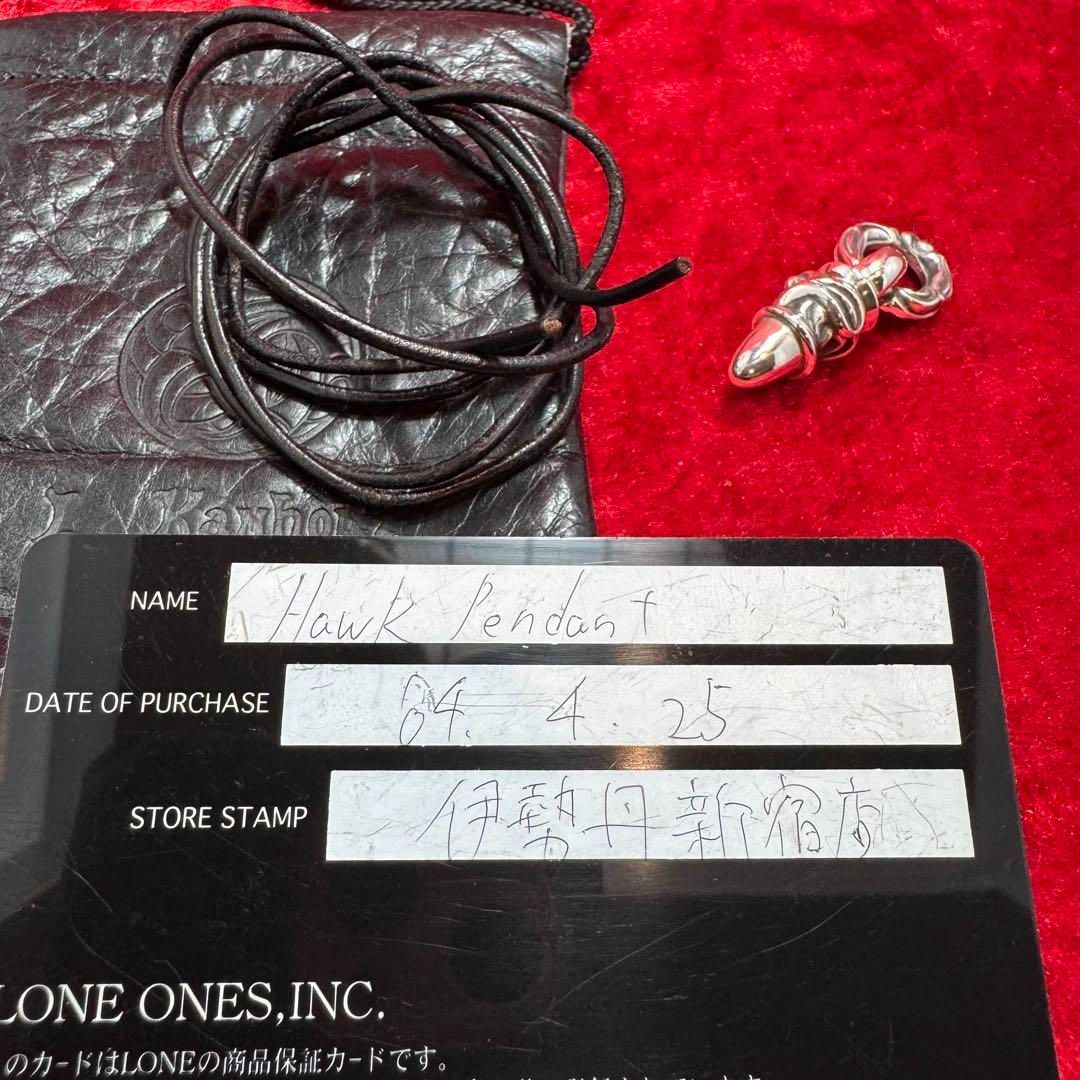 NAME Hawk Pendant
DATE OF PURCHASE 04. 4. 25
STORE STAMP 伊勢丹新宿店
LONE ONES,INC.
のカードはLONEの商品保証カードです。